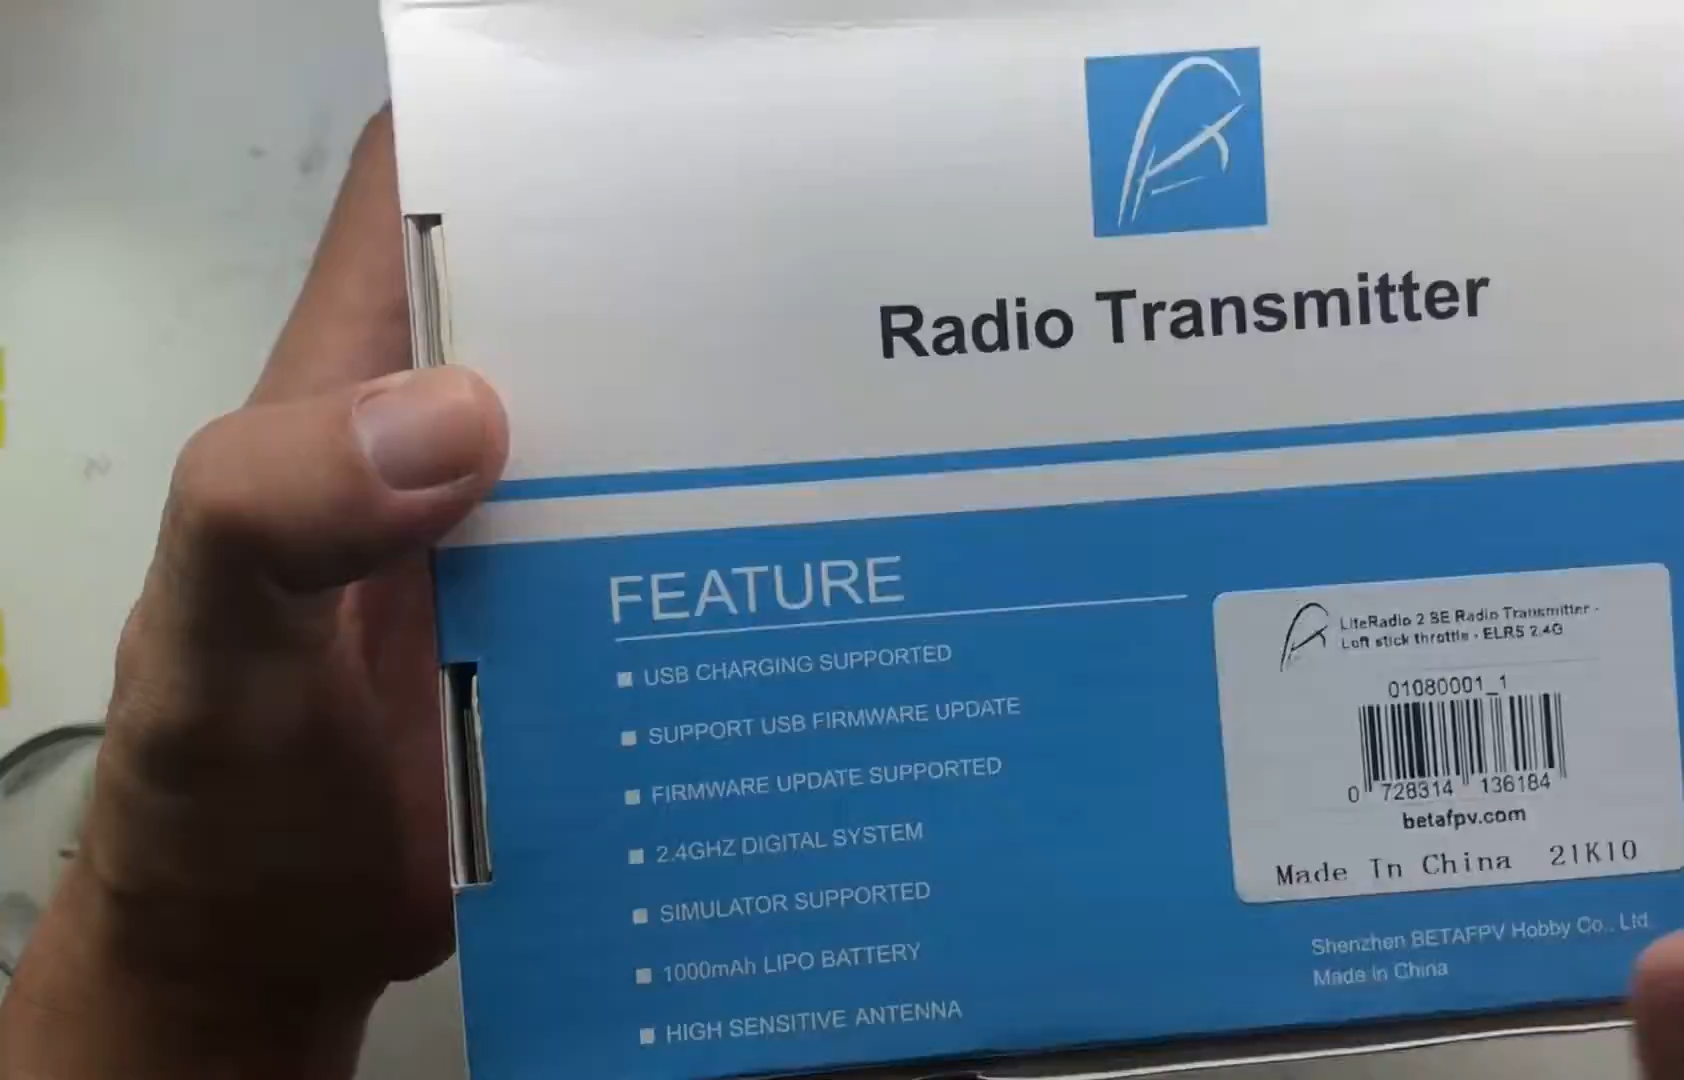 Radio Transmitter
FEATURE
USB CHARGING SUPPORTED
SUPPORT USB FIRMWARE UPDATE
FIRMWARE UPDATE SUPPORTED
2.4GHZ DIGITAL SYSTEM
SIMULATOR SUPPORTED
1000mAh LIPO BATTERY
HIGH SENSITIVE ANTENNA
LiteRadio 2 SE Radio Transmitter -
Left stick throttle - ELRS 2.4G
01080001_1
0 728314 136184
betafpv.com
Made In China 21K10
Shenzhen BETAFPV Hobby Co., Ltd
Made in China